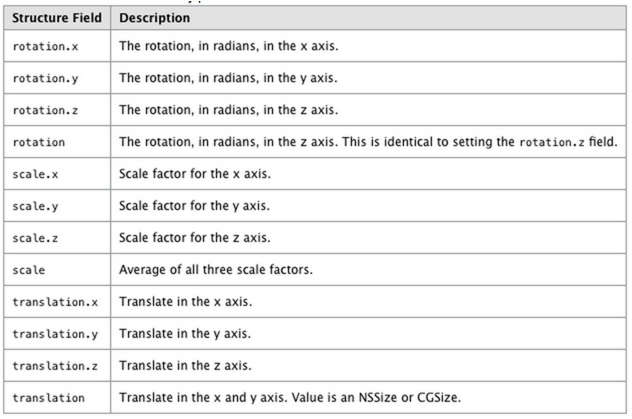 Structure Field Description
rotation.x The rotation, in radians, in the x axis.
rotation.y The rotation, in radians, in the y axis.
rotation.z The rotation, in radians, in the z axis.
rotation The rotation, in radians, in the z axis. This is identical to setting the rotation.z field.
scale.x Scale factor for the x axis.
scale.y Scale factor for the y axis.
scale.z Scale factor for the z axis.
scale Average of all three scale factors.
translation.x Translate in the x axis.
translation.y Translate in the y axis.
translation.z Translate in the z axis.
translation Translate in the x and y axis. Value is an NSSize or CGSize.